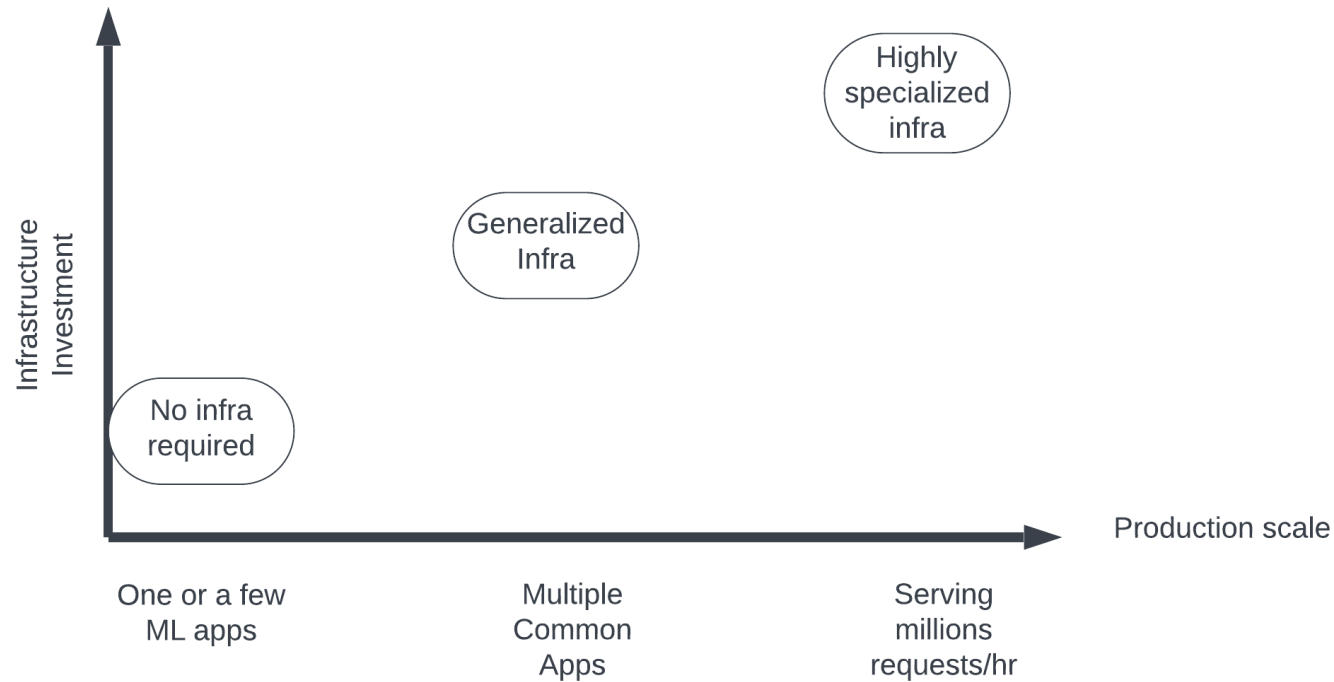 Highly
specialized
infra
Generalized
Infra
Infrastructure
Investment
No infra
required
Production scale
One or a few
ML apps
Multiple
Common
Apps
Serving
millions
requests/hr